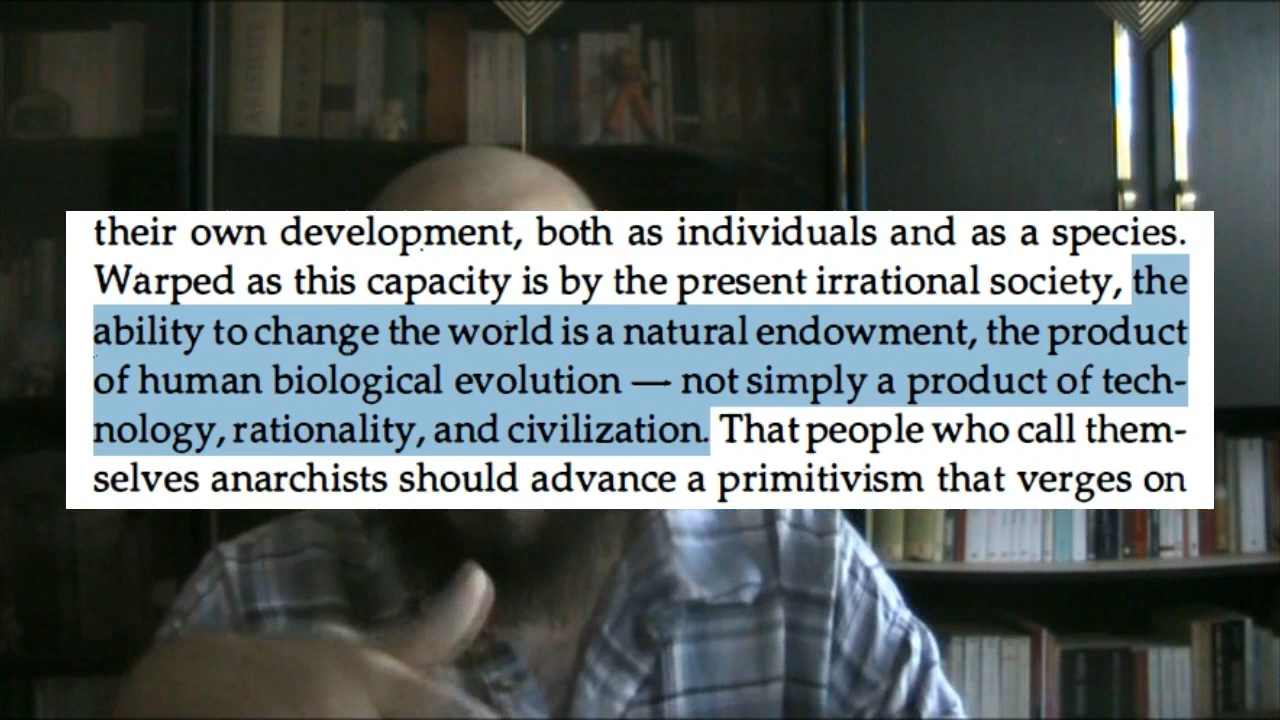 their own development, both as individuals and as a species.
Warped as this capacity is by the present irrational society, the
ability to change the world is a natural endowment, the product
of human biological evolution — not simply a product of tech-
nology, rationality, and civilization. That people who call them-
selves anarchists should advance a primitivism that verges on